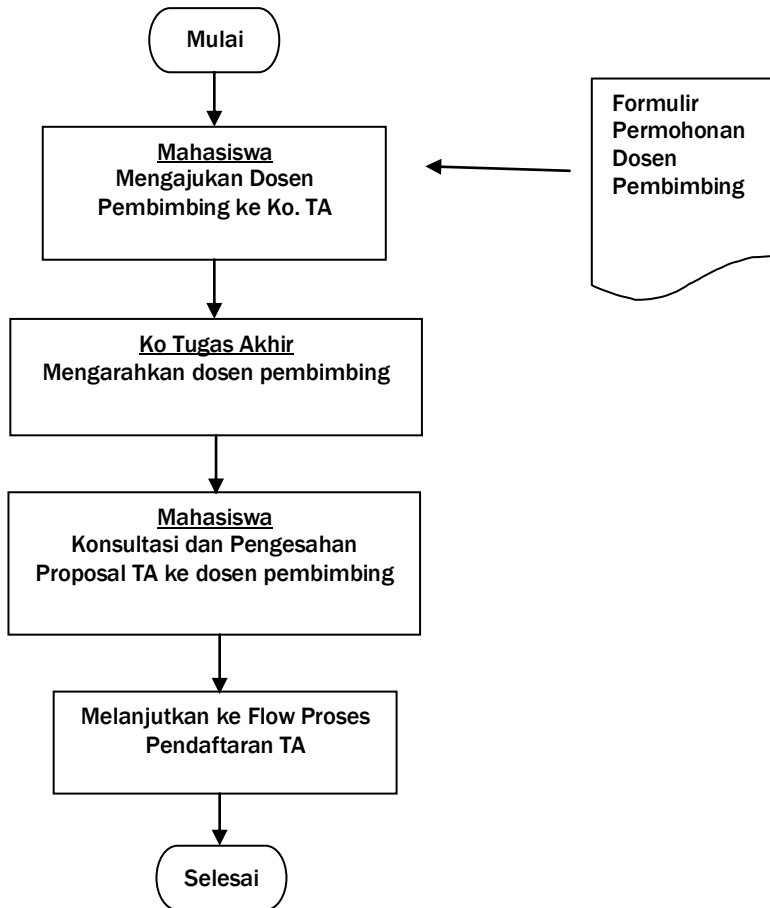 Mulai
Mahasiswa
Mengajukan Dosen
Pembimbing ke Ko. TA
Formulir
Permohonan
Dosen
Pembimbing
Ko Tugas Akhir
Mengarahkan dosen pembimbing
Mahasiswa
Konsultasi dan Pengesahan
Proposal TA ke dosen pembimbing
Melanjutkan ke Flow Proses
Pendaftaran TA
Selesai